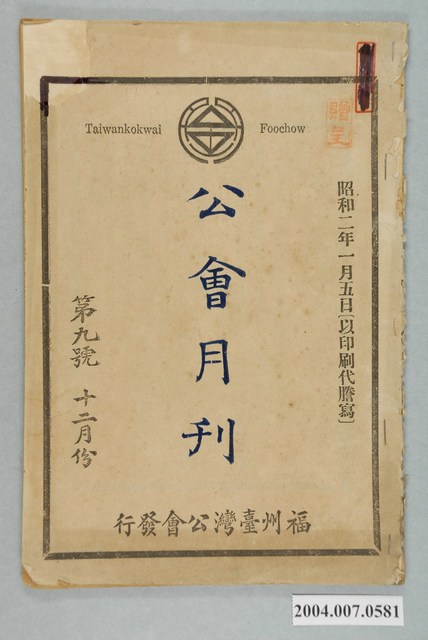 Taiwankokwai Foochow
贈呈
昭和二年一月五日〔以印刷代謄寫〕
公會月刊
第九號 十二月份
福州臺灣公會發行
2004.007.0581